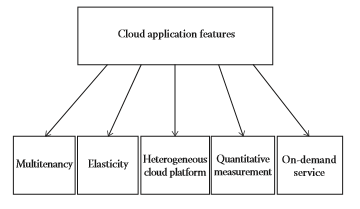 Cloud application features
Multitenancy
Elasticity
Heterogeneous
cloud platform
Quantitative
measurement
On-demand
service